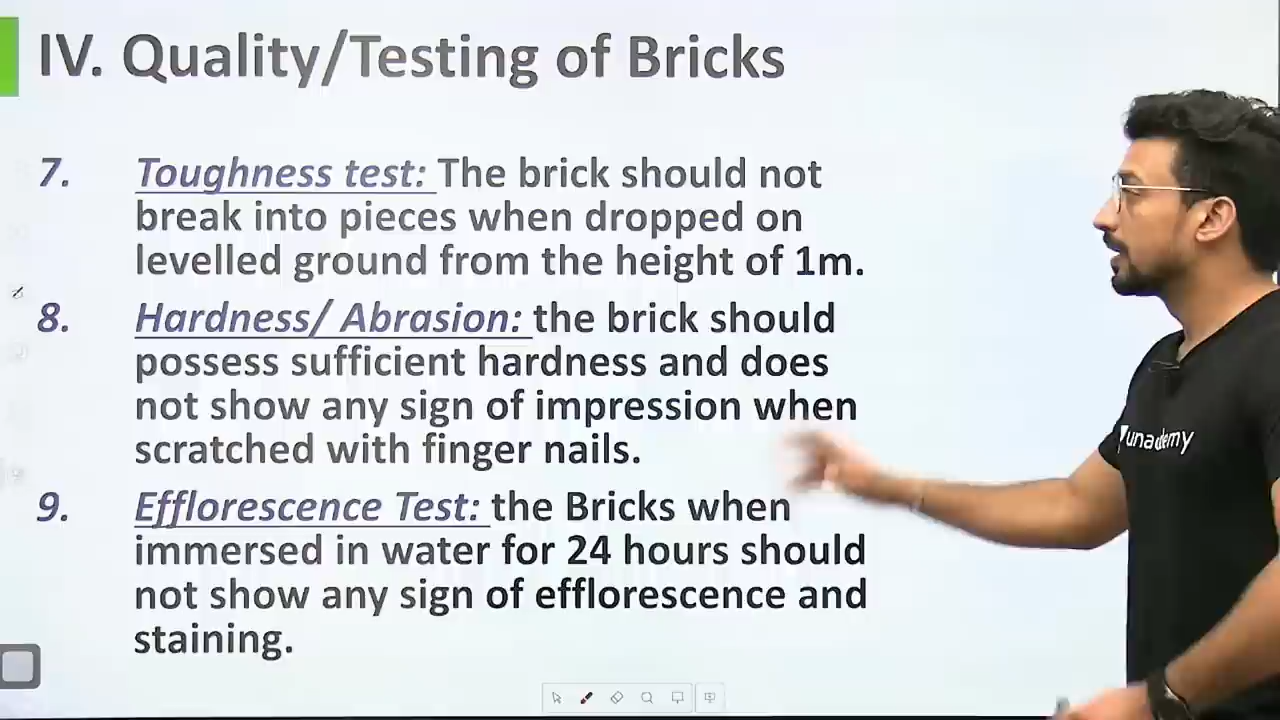 IV. Quality/Testing of Bricks
7. Toughness test: The brick should not
break into pieces when dropped on
levelled ground from the height of 1m.
8. Hardness/ Abrasion: the brick should
possess sufficient hardness and does
not show any sign of impression when
scratched with finger nails.
9. Efflorescence Test: the Bricks when
immersed in water for 24 hours should
not show any sign of efflorescence and
staining.
unacademy